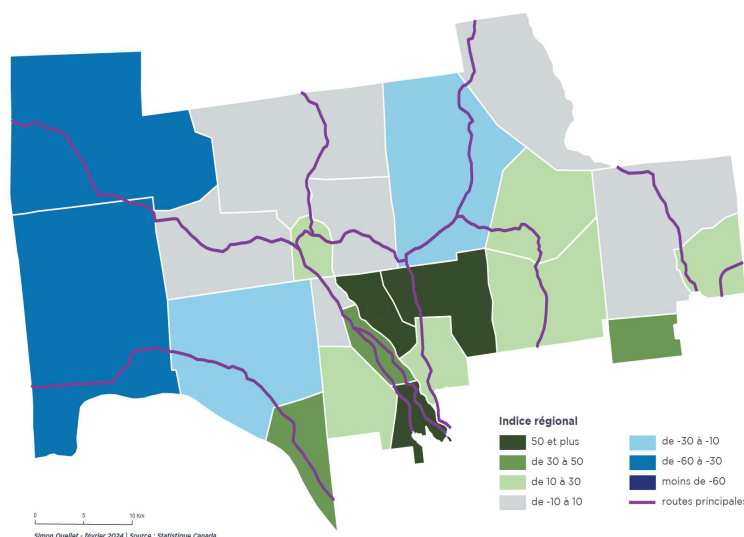 Indice régional
50 et plus
de 30 à 50
de 10 à 30
de -10 à 10
de -30 à -10
de -60 à -30
moins de -60
routes principales
0 5 10 Km
Simon Ouellet - février 2024 | Source : Statistique Canada